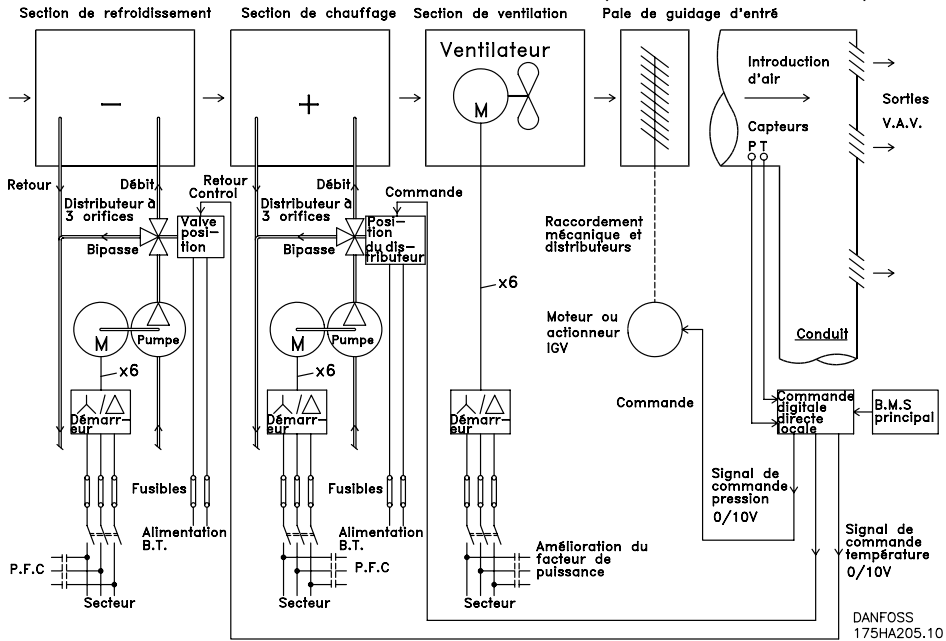 Section de refroidissement
Section de chauffage
Section de ventilation
Pale de guidage d'entré
Ventilateur
M
−
+
Introduction
d'air
Capteurs
P T
Sorties
V.A.V.
Retour
Débit
Distributeur à
3 orifices
Bipasse
Valve
posi-
tion
Retour
Control
Débit
Distributeur à
3 orifices
Bipasse
Commande
Posi-
tion
du dis-
tributeur
Raccordement
mécanique et
distributeurs
x6
M
Pumpe
x6
M
Pumpe
x6
Moteur ou
actionneur
IGV
Conduit
Démarr-
eur
Démarr-
eur
Démarr-
eur
Commande
Commande
digitale
directe
locale
B.M.S
principal
Fusibles
Fusibles
Signal de
commande
pression
0/10V
Alimentation
B.T.
Alimentation
B.T.
Signal de
commande
température
0/10V
P.F.C
P.F.C
Amélioration du
facteur de
puissance
Secteur
Secteur
Secteur
DANFOSS
175HA205.10